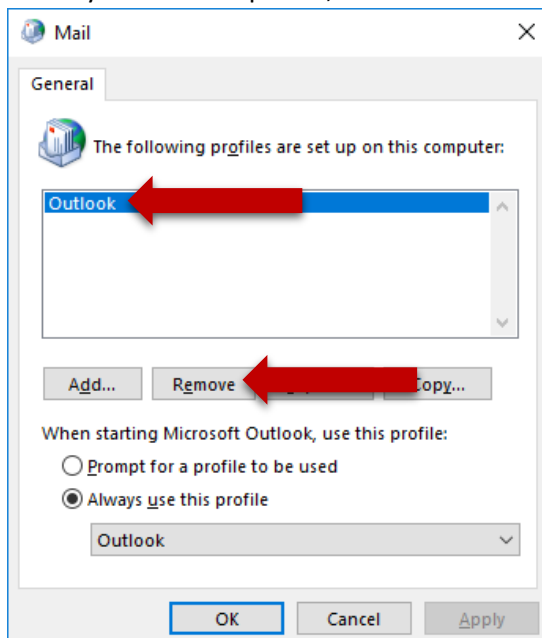 Mail
General
The following profiles are set up on this computer:
Outlook
Add... Remove Copy...
When starting Microsoft Outlook, use this profile:
Prompt for a profile to be used
Always use this profile
Outlook
OK Cancel Apply